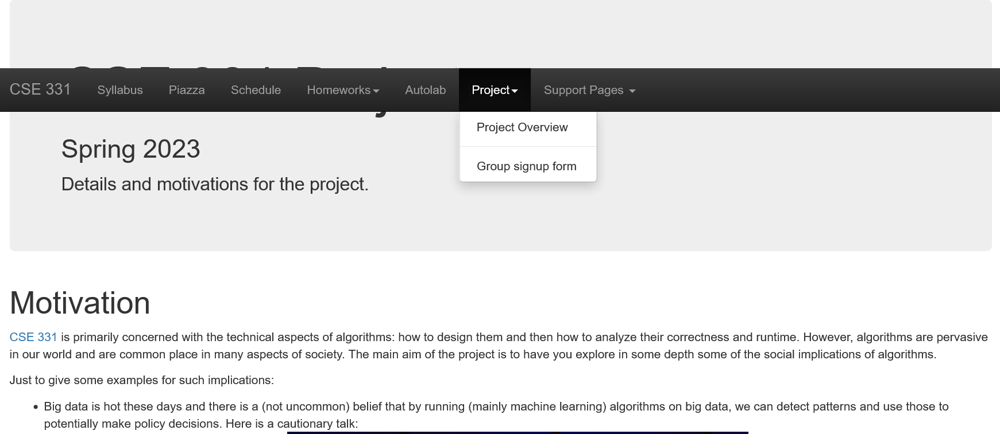 CSE 331 Syllabus Piazza Schedule Homeworks Autolab Project Support Pages
Project Overview
Group signup form
Spring 2023
Details and motivations for the project.
Motivation
CSE 331 is primarily concerned with the technical aspects of algorithms: how to design them and then how to analyze their correctness and runtime. However, algorithms are pervasive
in our world and are common place in many aspects of society. The main aim of the project is to have you explore in some depth some of the social implications of algorithms.
Just to give some examples for such implications:
• Big data is hot these days and there is a (not uncommon) belief that by running (mainly machine learning) algorithms on big data, we can detect patterns and use those to
potentially make policy decisions. Here is a cautionary talk: